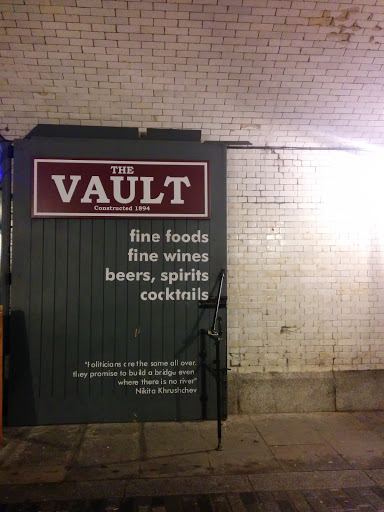 THE
VAULT
Constructed 1894
fine foods
fine wines
beers, spirits
cocktails
"Politicians are the same all over.
they promise to build a bridge even
where there is no river"
Nikita Khrushchev